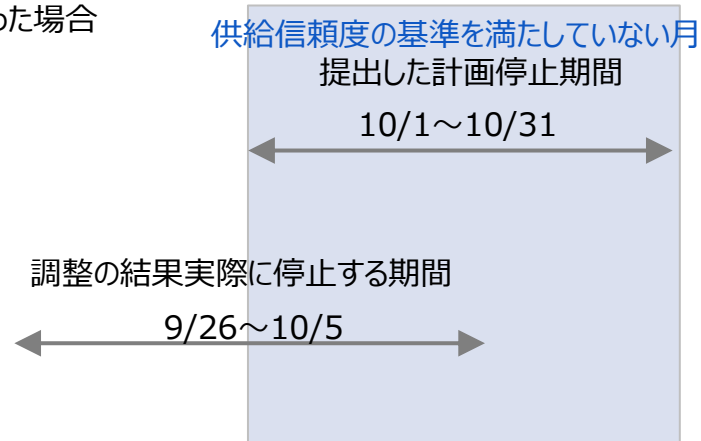 った場合
供給信頼度の基準を満たしていない月
提出した計画停止期間
10/1～10/31
調整の結果実際に停止する期間
9/26～10/5